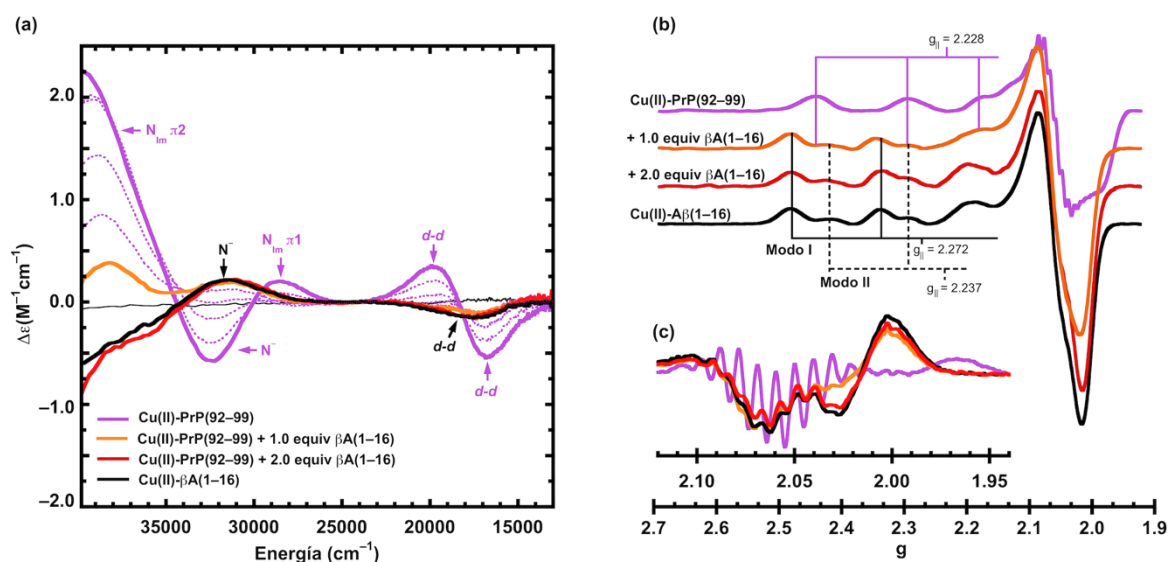 (a)
2.0
1.0
0.0
–1.0
–2.0
Δε(M⁻¹cm⁻¹)
N_Im π2
N⁻
N_Im π1
d-d
N⁻
d-d
d-d
Cu(II)-PrP(92–99)
Cu(II)-PrP(92–99) + 1.0 equiv βA(1–16)
Cu(II)-PrP(92–99) + 2.0 equiv βA(1–16)
Cu(II)-βA(1–16)
35000 30000 25000 20000 15000
Energía (cm⁻¹)
(b)
g|| = 2.228
Cu(II)-PrP(92–99)
+ 1.0 equiv βA(1–16)
+ 2.0 equiv βA(1–16)
Cu(II)-Aβ(1–16)
Modo I
g|| = 2.272
Modo II
g|| = 2.237
(c)
2.10 2.05 2.00 1.95
2.7 2.6 2.5 2.4 2.3 2.2 2.1 2.0 1.9
g